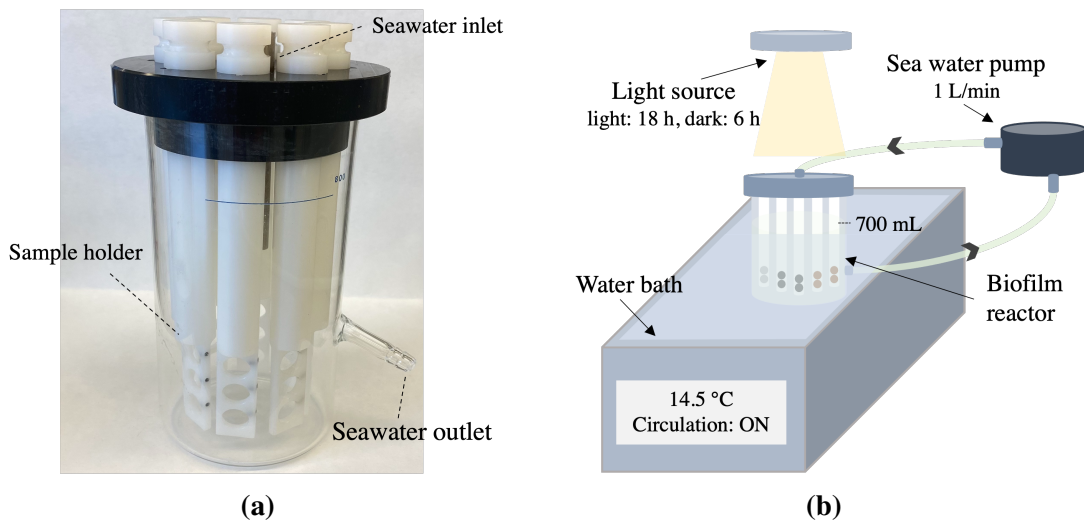 Seawater inlet
800
Sample holder
Seawater outlet
(a)
Light source
light: 18 h, dark: 6 h
Sea water pump
1 L/min
700 mL
Water bath
Biofilm
reactor
14.5 °C
Circulation: ON
(b)